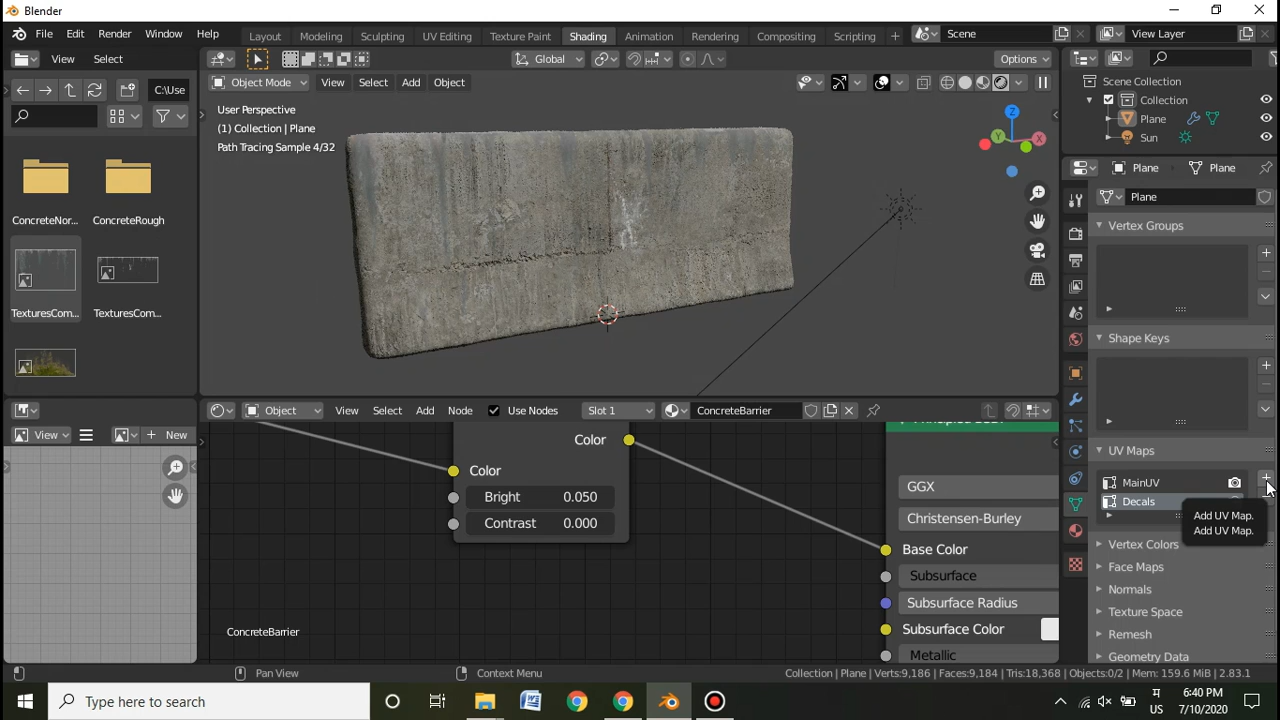 Blender
File Edit Render Window Help
Layout Modeling Sculpting UV Editing Texture Paint Shading Animation Rendering Compositing Scripting +
Scene
View Layer
View Select
Global
Options
C:\Use
Object Mode View Select Add Object
User Perspective
(1) Collection | Plane
Path Tracing Sample 4/32
Z
Y
X
Scene Collection
Collection
Plane
Sun
Plane
Plane
Plane
Vertex Groups
Shape Keys
UV Maps
MainUV
Decals
Add UV Map.
Add UV Map.
Vertex Colors
Face Maps
Normals
Texture Space
Remesh
Geometry Data
ConcreteNor...
ConcreteRough
TexturesCom...
TexturesCom...
View
New
Object View Select Add Node Use Nodes Slot 1 ConcreteBarrier
Color
Color
Bright 0.050
Contrast 0.000
GGX
Christensen-Burley
Base Color
Subsurface
Subsurface Radius
Subsurface Color
Metallic
ConcreteBarrier
Pan View
Context Menu
Collection | Plane | Verts:9,186 | Faces:9,184 | Tris:18,368 | Objects:0/2 | Mem: 159.6 MiB | 2.83.1
Type here to search
US
6:40 PM
7/10/2020